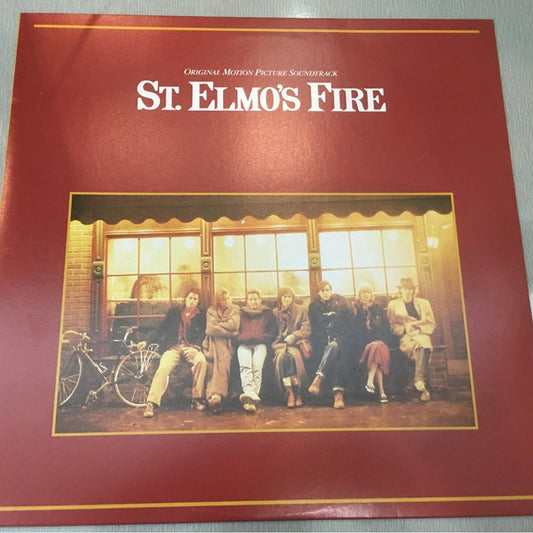 ORIGINAL MOTION PICTURE SOUNDTRACK
ST. ELMO'S FIRE